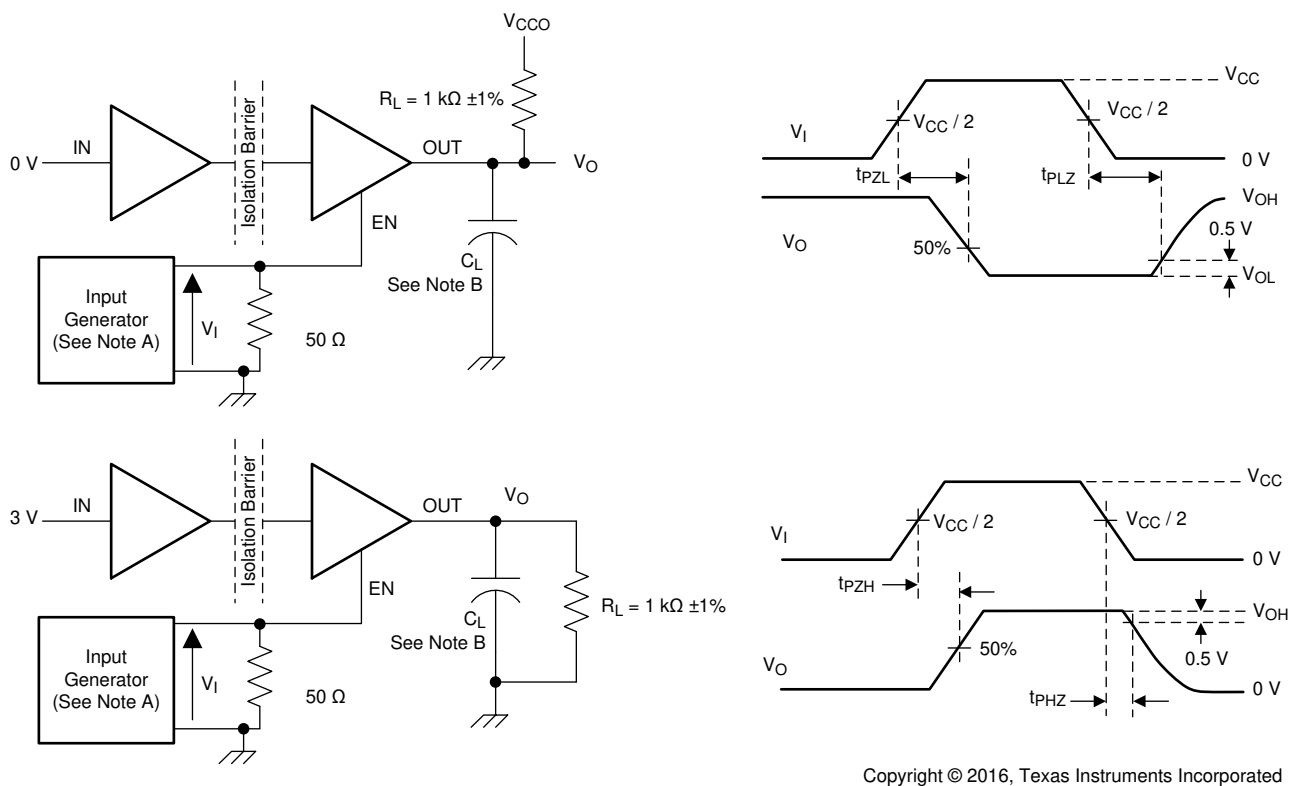 V_CCO
R_L = 1 kΩ ±1%
0 V
IN
Isolation Barrier
OUT
V_O
EN
C_L
See Note B
Input
Generator
(See Note A)
V_I
50 Ω
V_CC
V_I
V_CC / 2
V_CC / 2
0 V
t_PZL
t_PLZ
V_OH
0.5 V
V_O
50%
V_OL
3 V
IN
Isolation Barrier
OUT
V_O
EN
C_L
See Note B
R_L = 1 kΩ ±1%
Input
Generator
(See Note A)
V_I
50 Ω
V_CC
V_I
V_CC / 2
V_CC / 2
0 V
t_PZH
V_OH
0.5 V
V_O
50%
0 V
t_PHZ
Copyright © 2016, Texas Instruments Incorporated